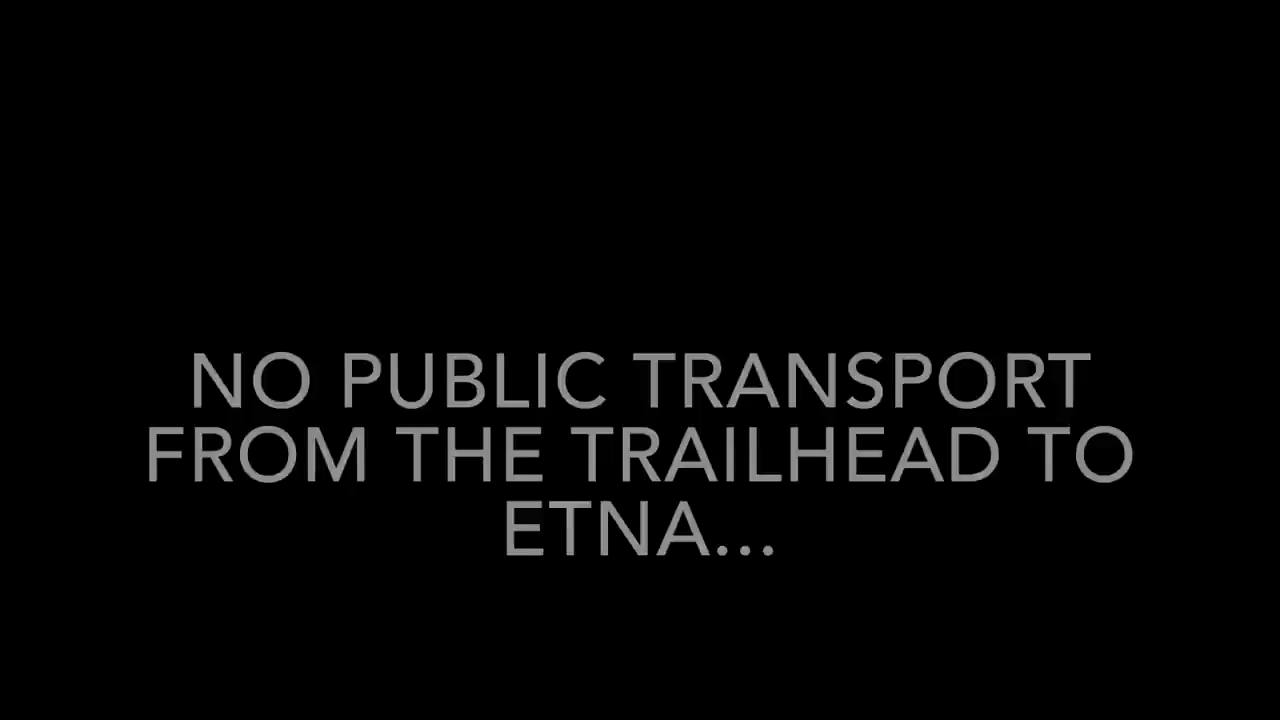 NO PUBLIC TRANSPORT
FROM THE TRAILHEAD TO
ETNA...